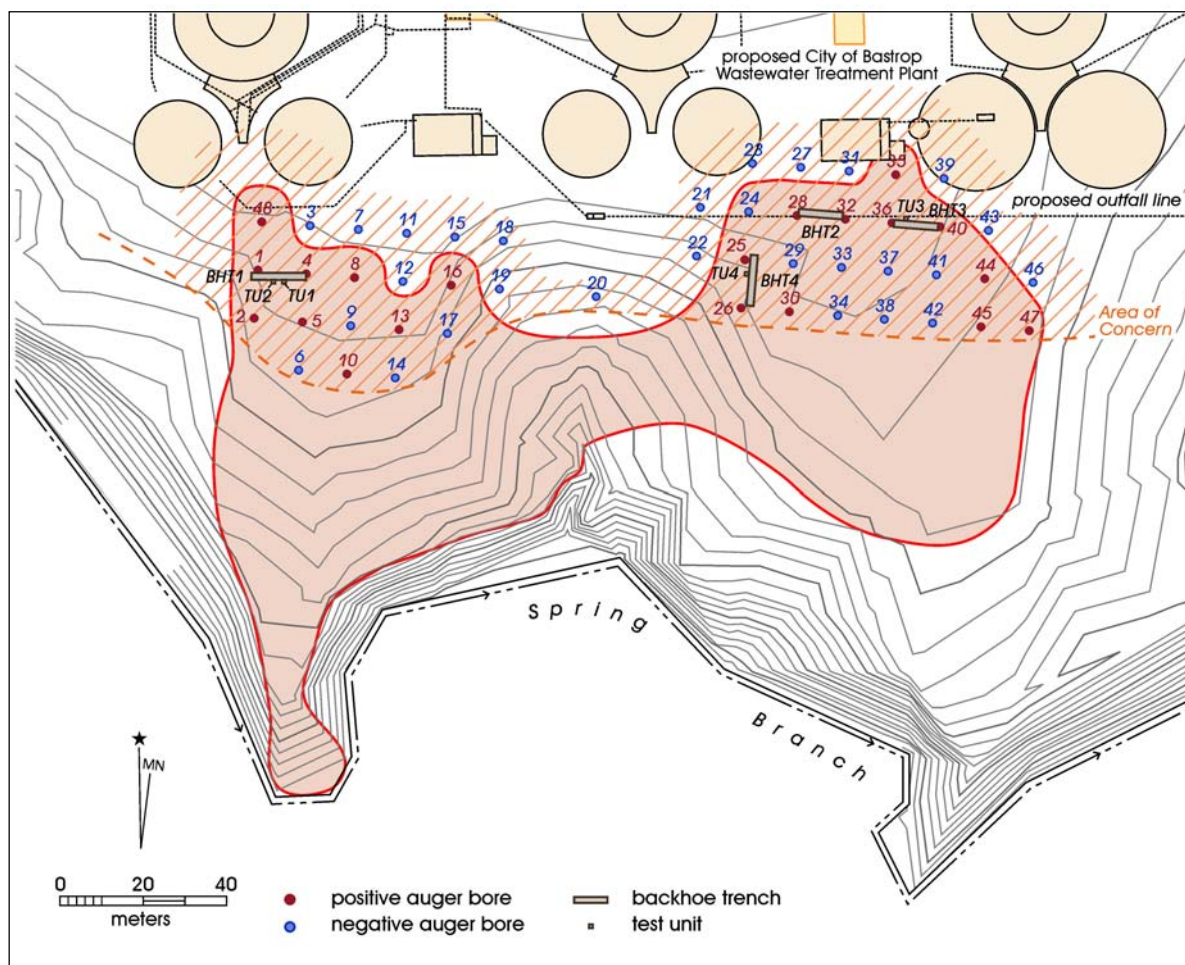 proposed City of Bastrop
Wastewater Treatment Plant
23
27
31
35
39
48
3
7
11
15
18
21
24
28
32
36
TU3
BHT3
40
43
proposed outfall line
BHT2
1
4
8
12
16
19
20
22
25
29
33
37
41
44
46
BHT1
TU2
TU1
TU4
BHT4
2
5
9
13
17
26
30
34
38
42
45
47
Area of
Concern
6
10
14
Spring
Branch
MN
0
20
40
meters
positive auger bore
negative auger bore
backhoe trench
test unit